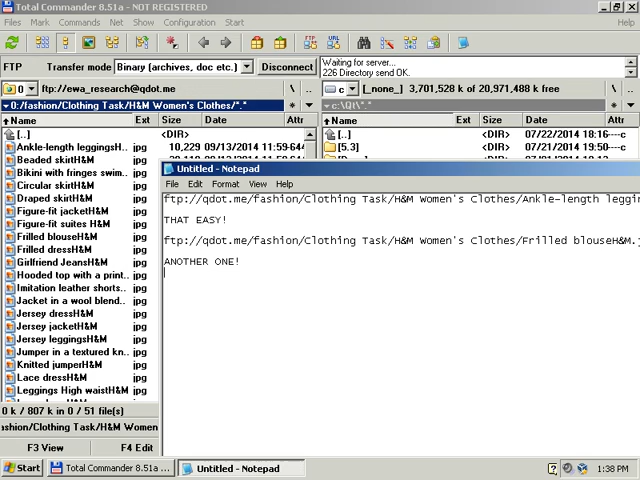 Total Commander 8.51a - NOT REGISTERED
Files Mark Commands Net Show Configuration Start
FTP Transfer mode Binary (archives, doc etc.) Disconnect
Waiting for server...
226 Directory send OK.
0 ftp://ewa_research@qdot.me \ ..
c [_none_] 3,701,528 k of 20,971,488 k free \ ..
0:/fashion/Clothing Task/H&M Women's Clothes/*.* * 
c:\Qt\*.* *
Name Ext Size Date Attr
Name Ext Size Date Attr
[..] <DIR>
[..] <DIR> 07/22/2014 18:16 ----c
Ankle-length leggingsH.. jpg 10,229 09/13/2014 11:59 -644
[5.3] <DIR> 07/21/2014 19:50 ----c
Beaded skirtH&M jpg
Bikini with fringes swim.. jpg
Circular skirtH&M jpg
Draped skirtH&M jpg
Figure-fit jacketH&M jpg
Figure-fit suites H&M jpg
Frilled blouseH&M jpg
Frilled dressH&M jpg
Girlfriend JeansH&M jpg
Hooded top with a print.. jpg
Imitation leather shorts.. jpg
Jacket in a wool blend.. jpg
Jersey dressH&M jpg
Jersey jacketH&M jpg
Jersey leggingsH&M jpg
Jumper in a textured kn.. jpg
Knitted jumperH&M jpg
Lace dressH&M jpg
Leggings High waistH&M jpg
0 k / 807 k in 0 / 51 file(s)
ashion/Clothing Task/H&M Women
F3 View F4 Edit
Untitled - Notepad
File Edit Format View Help
ftp://qdot.me/fashion/Clothing Task/H&M Women's Clothes/Ankle-length leggin
THAT EASY!
ftp://qdot.me/fashion/Clothing Task/H&M Women's Clothes/Frilled blouseH&M.j
ANOTHER ONE!
Start Total Commander 8.51a ... Untitled - Notepad 1:38 PM